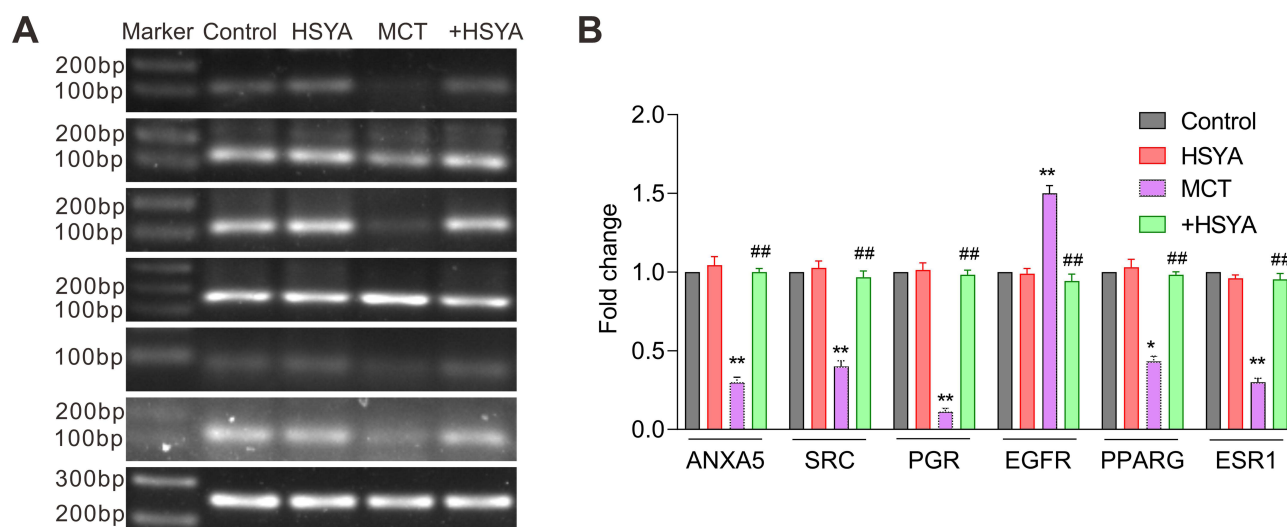 A
Marker Control HSYA MCT +HSYA
200bp
100bp
200bp
100bp
200bp
100bp
200bp
100bp
100bp
200bp
100bp
300bp
200bp
B
Fold change
2.0
1.5
1.0
0.5
0.0
Control
HSYA
MCT
+HSYA
** ## ** ## ** ## ** ## * ## ** ##
ANXA5 SRC PGR EGFR PPARG ESR1